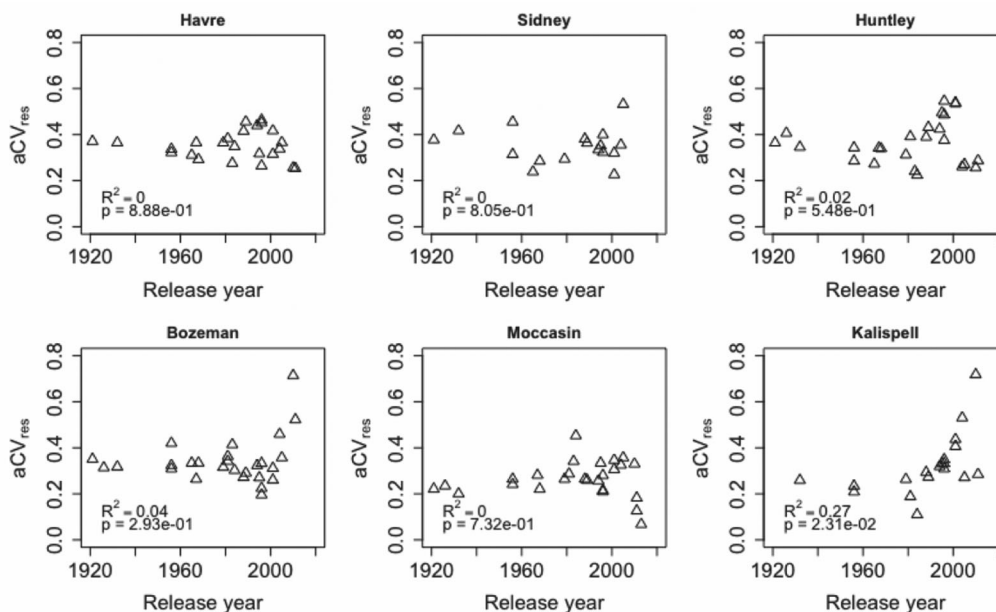 Havre
Sidney
Huntley
aCVres
0.0 0.2 0.4 0.6 0.8
R2 = 0
p = 8.88e-01
1920 1960 2000
Release year
aCVres
0.0 0.2 0.4 0.6 0.8
R2 = 0
p = 8.05e-01
1920 1960 2000
Release year
aCVres
0.0 0.2 0.4 0.6 0.8
R2 = 0.02
p = 5.48e-01
1920 1960 2000
Release year
Bozeman
Moccasin
Kalispell
aCVres
0.0 0.2 0.4 0.6 0.8
R2 = 0.04
p = 2.93e-01
1920 1960 2000
Release year
aCVres
0.0 0.2 0.4 0.6 0.8
R2 = 0
p = 7.32e-01
1920 1960 2000
Release year
aCVres
0.0 0.2 0.4 0.6 0.8
R2 = 0.27
p = 2.31e-02
1920 1960 2000
Release year